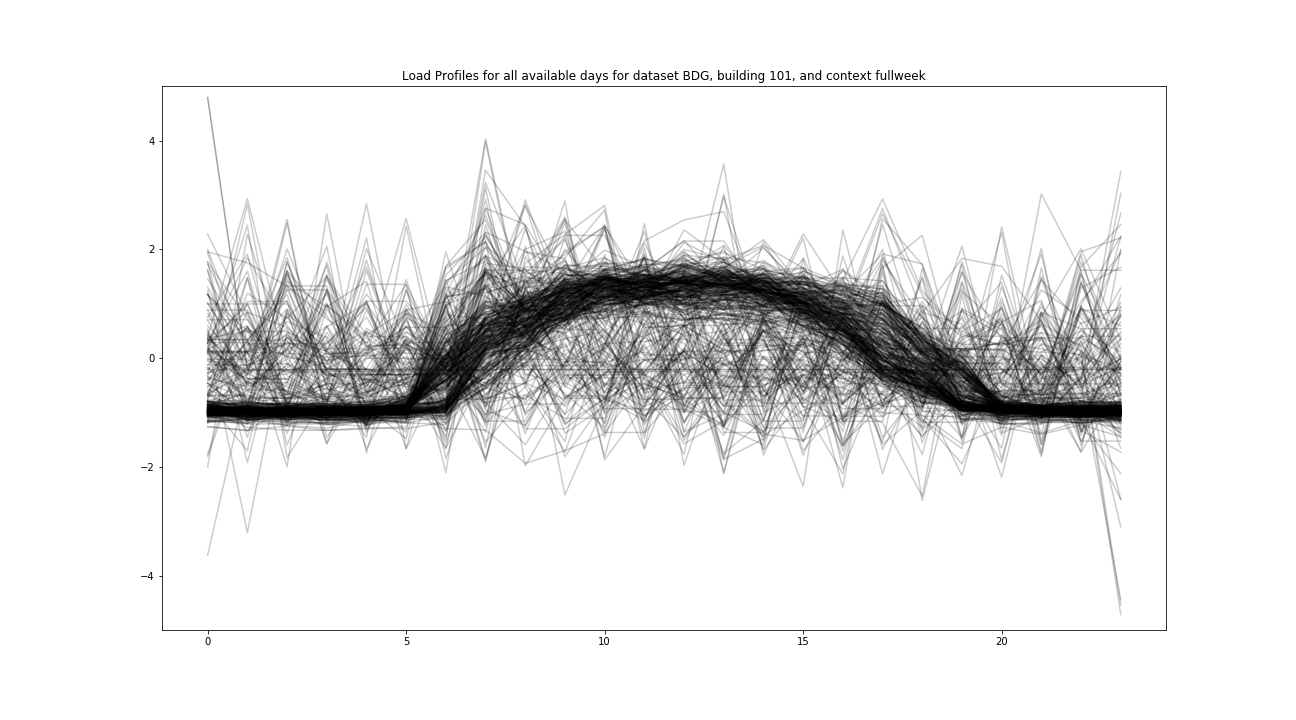 Load Profiles for all available days for dataset BDG, building 101, and context fullweek
4
2
0
−2
−4
0 5 10 15 20